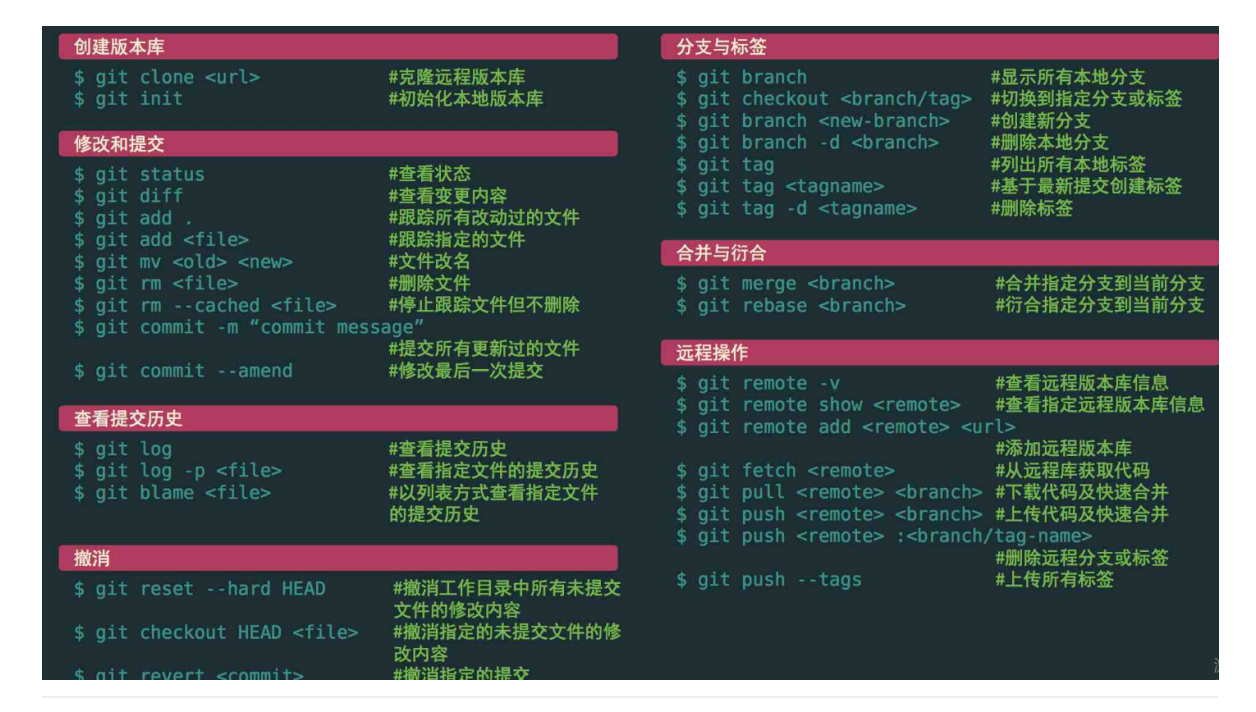 创建版本库
$ git clone <url> #克隆远程版本库
$ git init #初始化本地版本库
修改和提交
$ git status #查看状态
$ git diff #查看变更内容
$ git add . #跟踪所有改动过的文件
$ git add <file> #跟踪指定的文件
$ git mv <old> <new> #文件改名
$ git rm <file> #删除文件
$ git rm --cached <file> #停止跟踪文件但不删除
$ git commit -m “commit message”
#提交所有更新过的文件
$ git commit --amend #修改最后一次提交
查看提交历史
$ git log #查看提交历史
$ git log -p <file> #查看指定文件的提交历史
$ git blame <file> #以列表方式查看指定文件
的提交历史
撤消
$ git reset --hard HEAD #撤消工作目录中所有未提交
文件的修改内容
$ git checkout HEAD <file> #撤消指定的未提交文件的修
改内容
$ git revert <commit> #撤消指定的提交
分支与标签
$ git branch #显示所有本地分支
$ git checkout <branch/tag> #切换到指定分支或标签
$ git branch <new-branch> #创建新分支
$ git branch -d <branch> #删除本地分支
$ git tag #列出所有本地标签
$ git tag <tagname> #基于最新提交创建标签
$ git tag -d <tagname> #删除标签
合并与衍合
$ git merge <branch> #合并指定分支到当前分支
$ git rebase <branch> #衍合指定分支到当前分支
远程操作
$ git remote -v #查看远程版本库信息
$ git remote show <remote> #查看指定远程版本库信息
$ git remote add <remote> <url>
#添加远程版本库
$ git fetch <remote> #从远程库获取代码
$ git pull <remote> <branch> #下载代码及快速合并
$ git push <remote> <branch> #上传代码及快速合并
$ git push <remote> :<branch/tag-name>
#删除远程分支或标签
$ git push --tags #上传所有标签